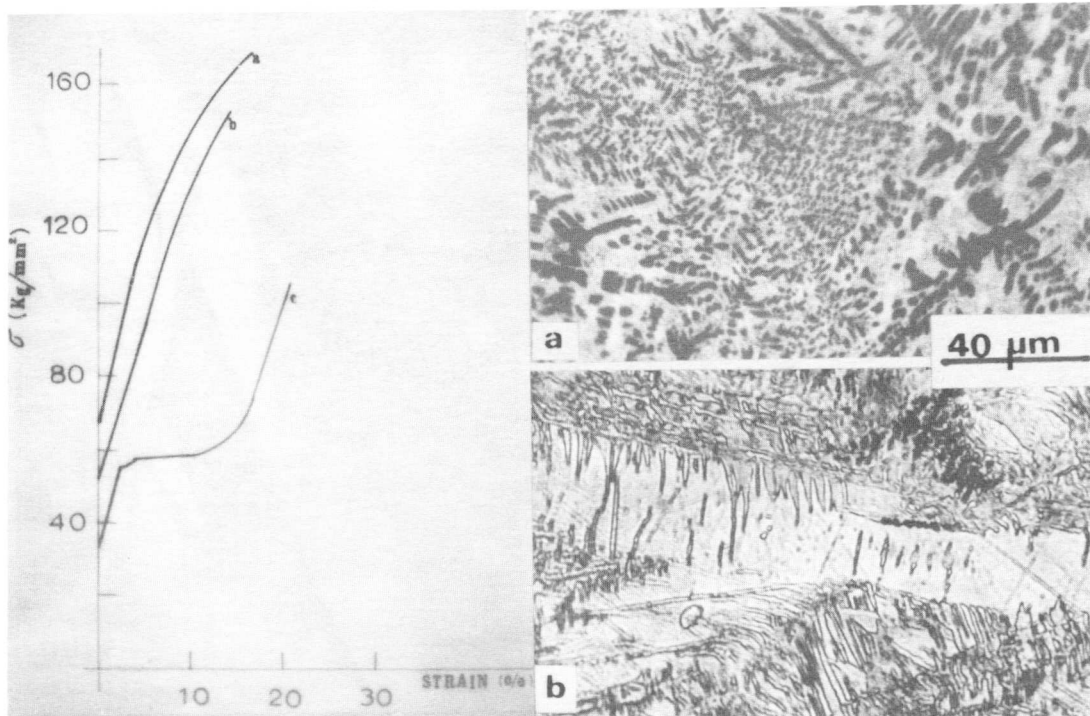 160
120
80
40
σ (Kg/mm²)
a
b
c
10
20
30
STRAIN (o/o)
a
40 µm
b